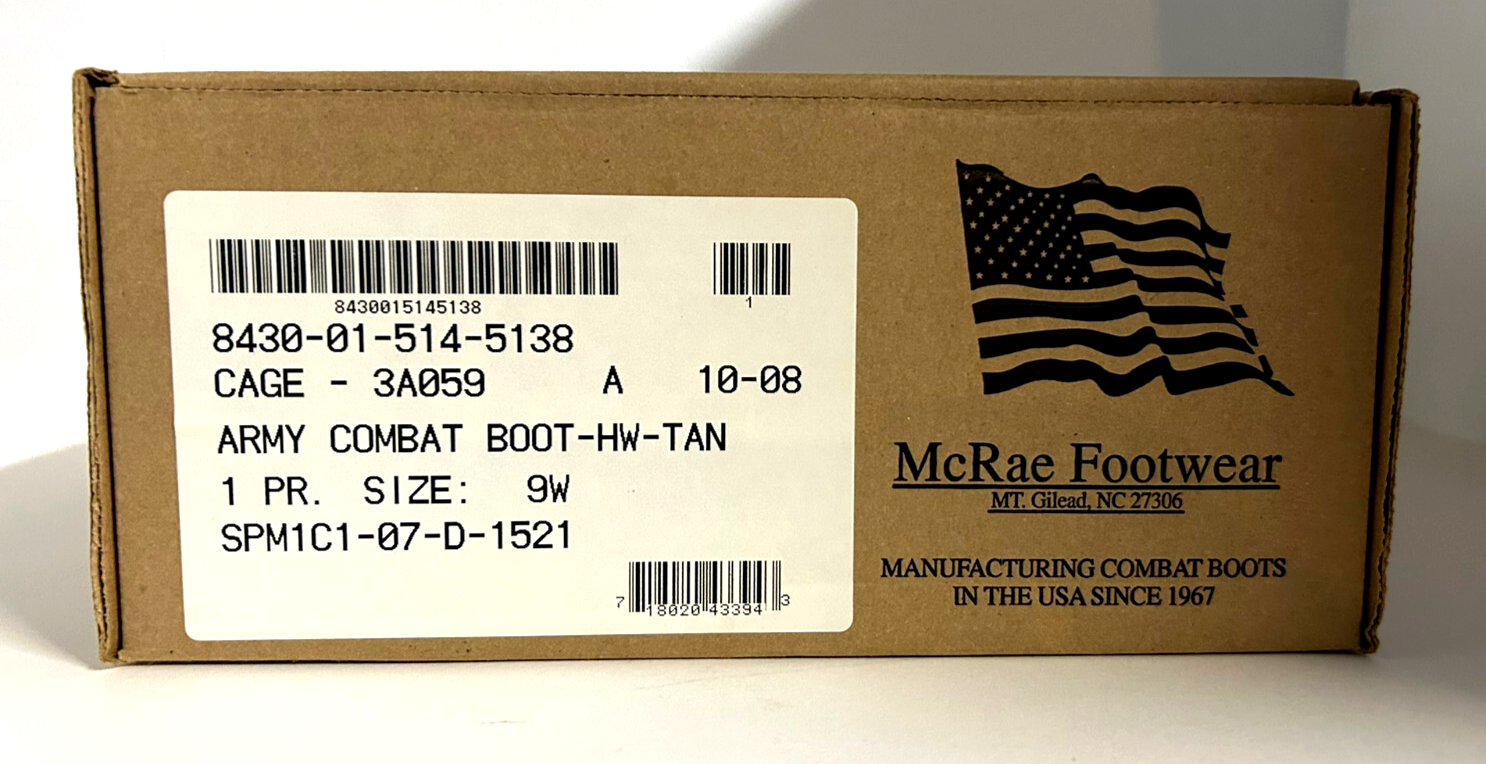 8430015145138
1
8430-01-514-5138
CAGE - 3A059 A 10-08
ARMY COMBAT BOOT-HW-TAN
1 PR. SIZE: 9W
SPM1C1-07-D-1521
7 18020 43394 3
McRae Footwear
MT. Gilead, NC 27306
MANUFACTURING COMBAT BOOTS
IN THE USA SINCE 1967